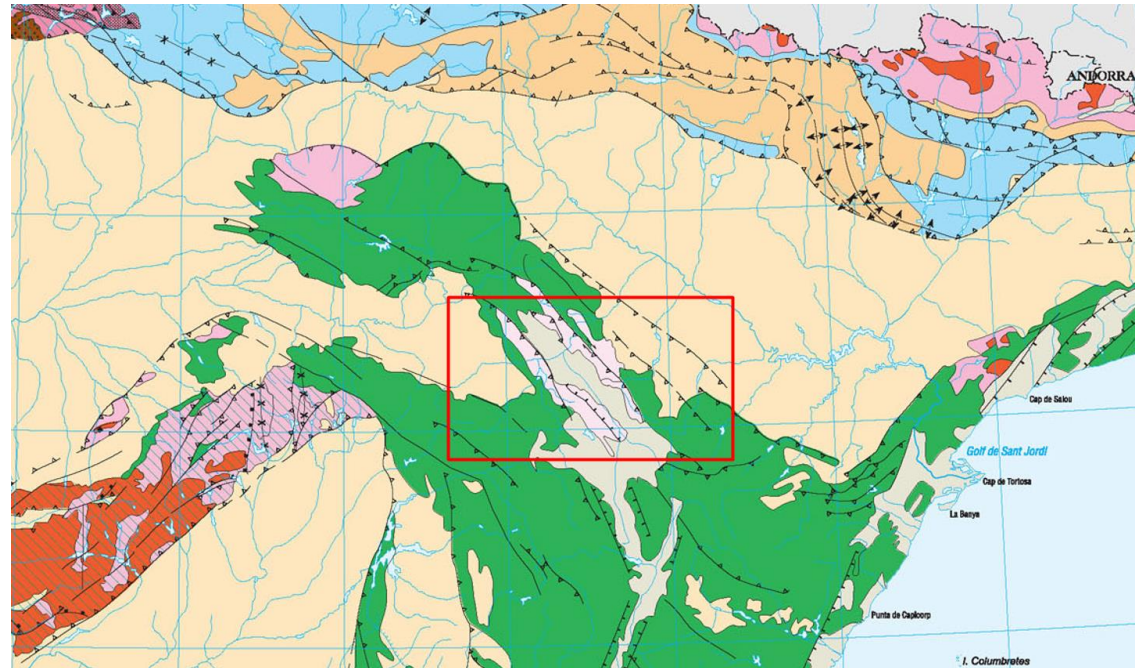 ANDORRA
Cap de Salou
Golf de Sant Jordi
Cap de Tortosa
La Banya
Punta de Capicorp
I. Columbretes